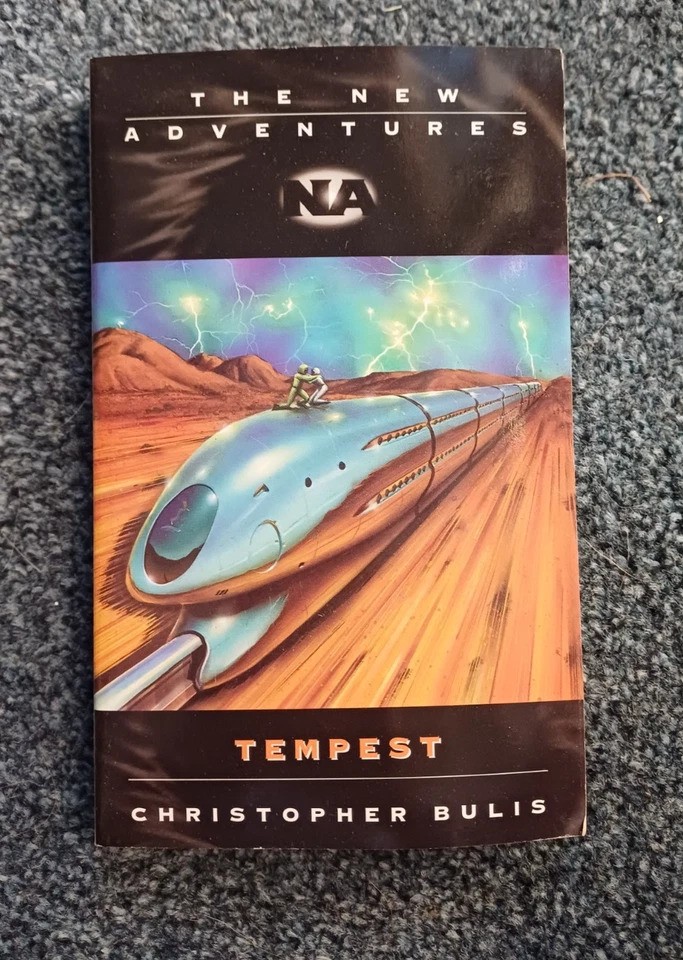 THE NEW
ADVENTURES
NA
TEMPEST
CHRISTOPHER BULIS